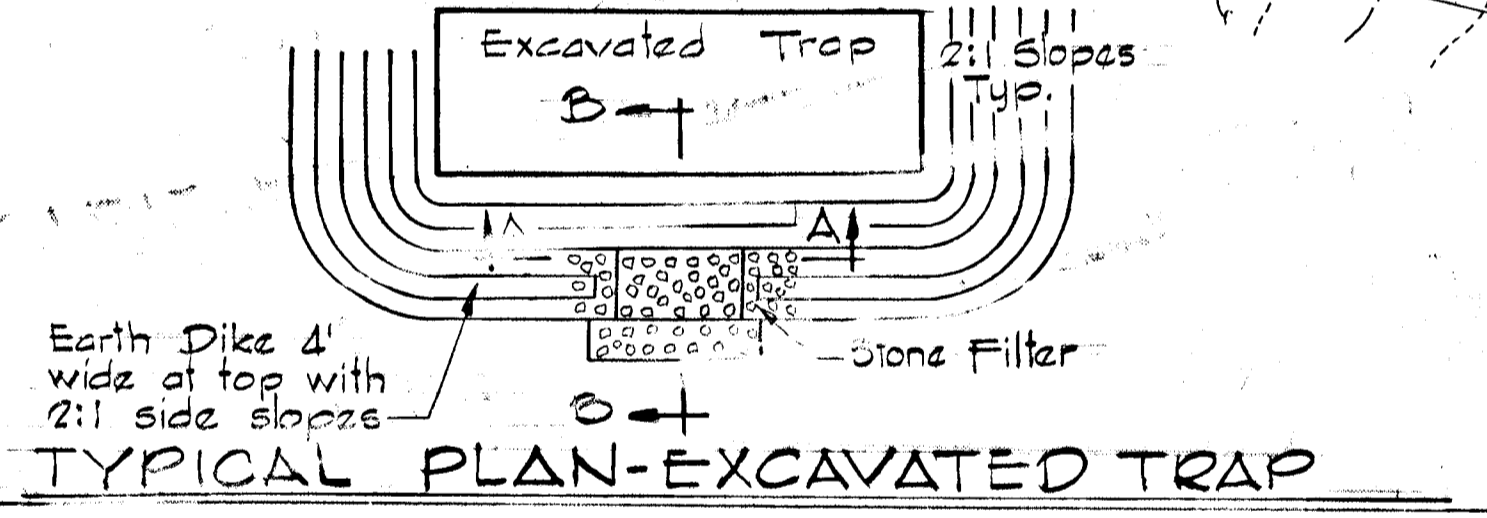 Excavated Trap
2:1 Slopes
Typ.
B
A
A
Earth Dike 4'
wide at top with
2:1 side slopes
Stone Filter
B
TYPICAL PLAN-EXCAVATED TRAP